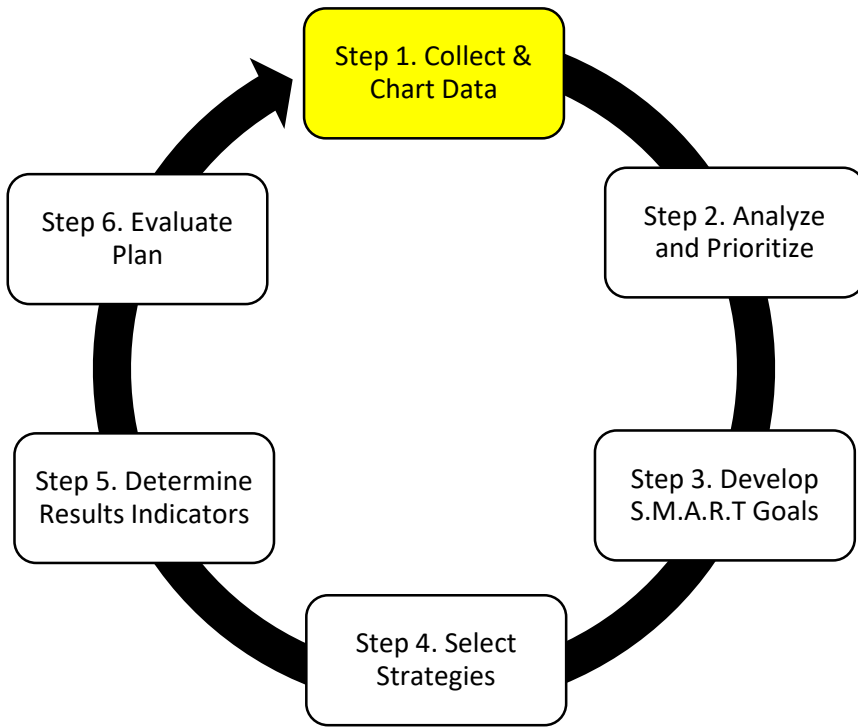 Step 1. Collect &
Chart Data
Step 2. Analyze
and Prioritize
Step 3. Develop
S.M.A.R.T Goals
Step 4. Select
Strategies
Step 5. Determine
Results Indicators
Step 6. Evaluate
Plan